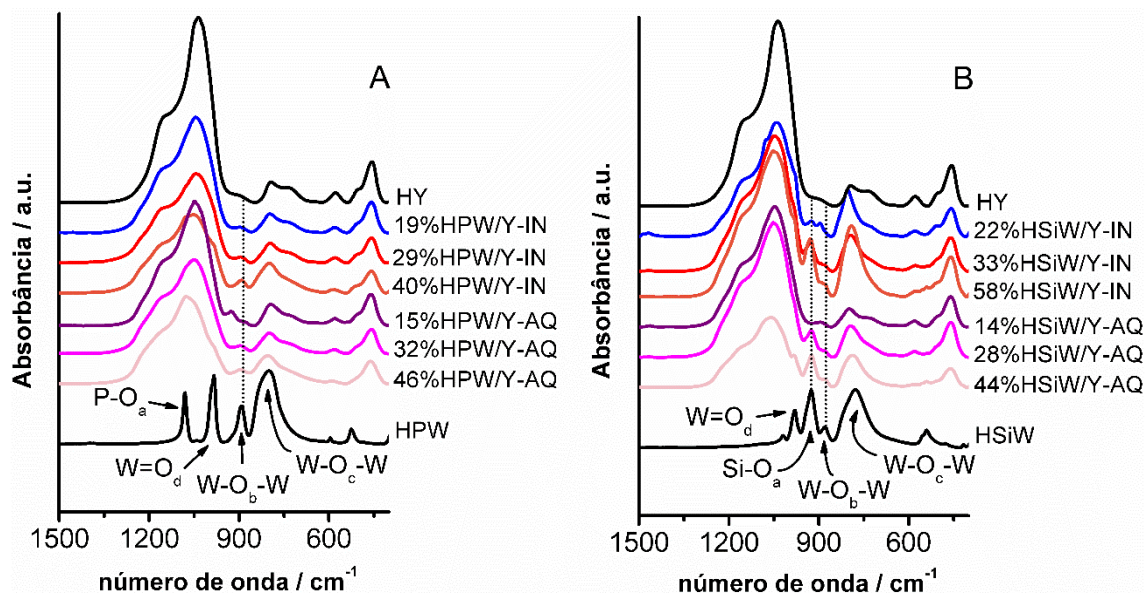 A
Absorbância / a.u.
HY
19%HPW/Y-IN
29%HPW/Y-IN
40%HPW/Y-IN
15%HPW/Y-AQ
32%HPW/Y-AQ
46%HPW/Y-AQ
P-Oa
HPW
W=Od
W-Oc-W
W-Ob-W
1500 1200 900 600
número de onda / cm-1
B
Absorbância / a.u.
HY
22%HSiW/Y-IN
33%HSiW/Y-IN
58%HSiW/Y-IN
14%HSiW/Y-AQ
28%HSiW/Y-AQ
44%HSiW/Y-AQ
W=Od
HSiW
Si-Oa
W-Oc-W
W-Ob-W
1500 1200 900 600
número de onda / cm-1